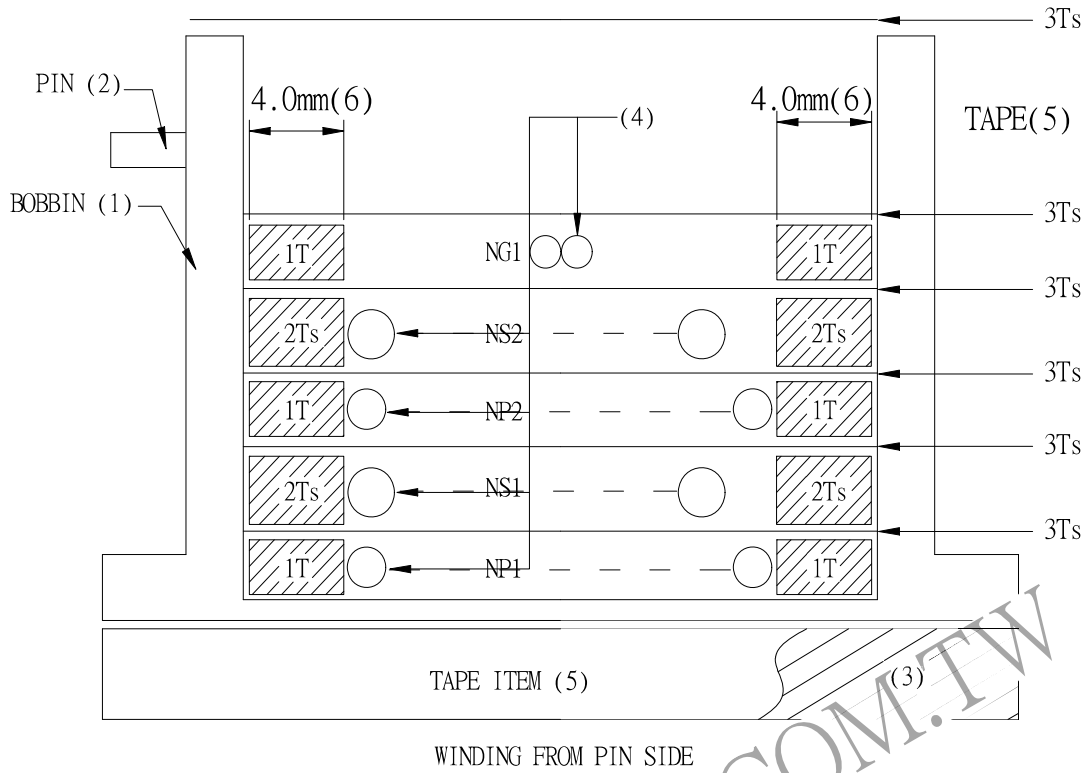 3Ts
PIN (2)
4.0mm(6)
4.0mm(6)
(4)
TAPE(5)
BOBBIN (1)
3Ts
1T
NG1
1T
3Ts
2Ts
NS2
2Ts
3Ts
1T
NP2
1T
3Ts
2Ts
NS1
2Ts
3Ts
1T
NP1
1T
TAPE ITEM (5)
(3)
COM.TW
WINDING FROM PIN SIDE